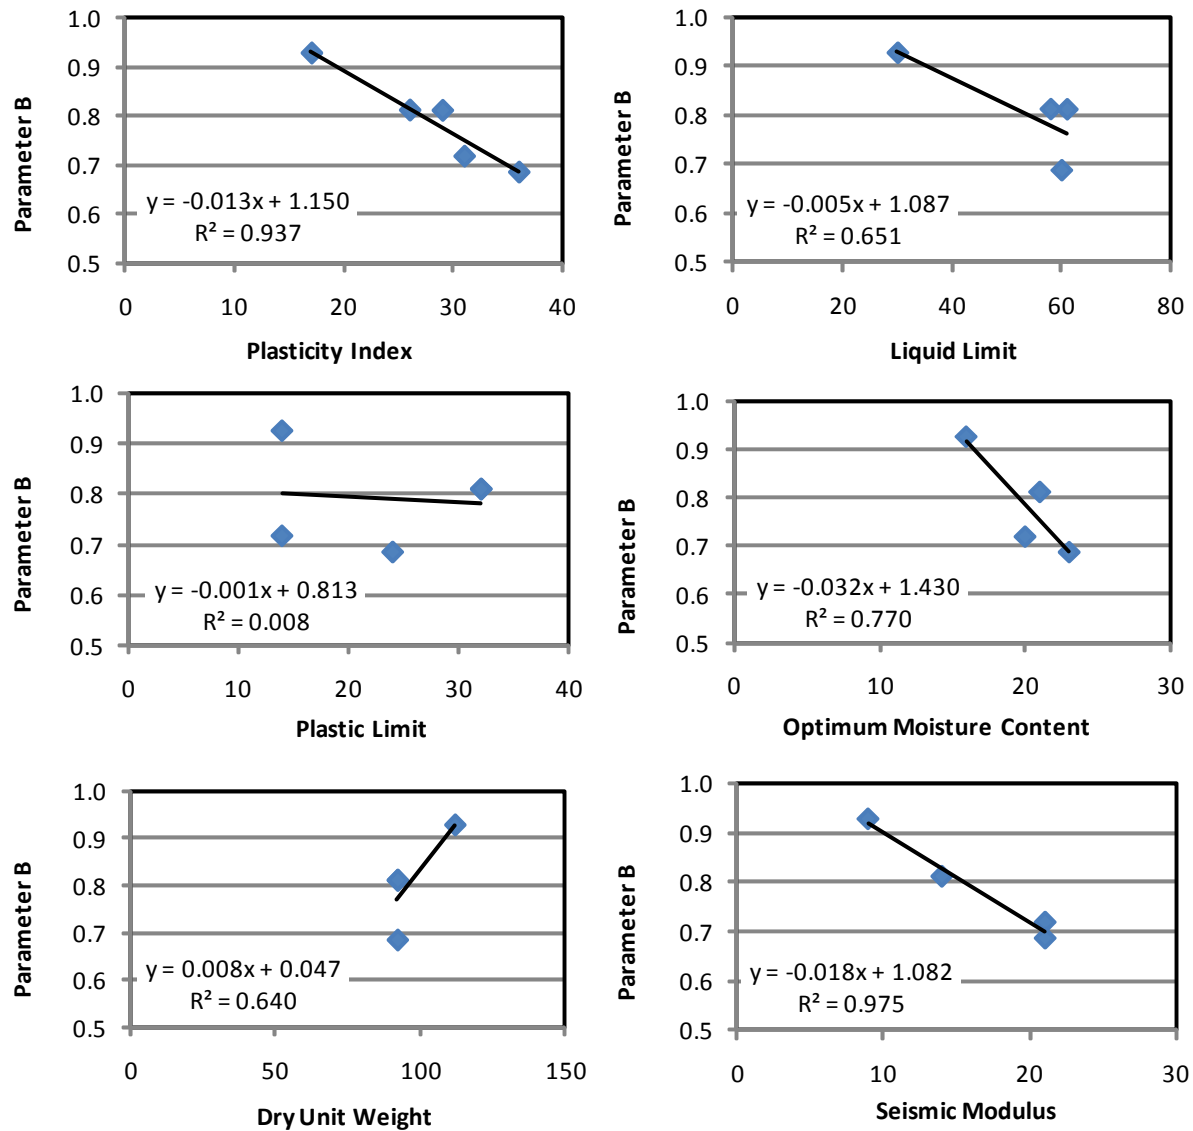 1.0
0.9
0.8
0.7
0.6
0.5
Parameter B
y = -0.013x + 1.150
R² = 0.937
0 10 20 30 40
Plasticity Index
1.0
0.9
0.8
0.7
0.6
0.5
Parameter B
y = -0.005x + 1.087
R² = 0.651
0 20 40 60 80
Liquid Limit
1.0
0.9
0.8
0.7
0.6
0.5
Parameter B
y = -0.001x + 0.813
R² = 0.008
0 10 20 30 40
Plastic Limit
1.0
0.9
0.8
0.7
0.6
0.5
Parameter B
y = -0.032x + 1.430
R² = 0.770
0 10 20 30
Optimum Moisture Content
1.0
0.9
0.8
0.7
0.6
0.5
Parameter B
y = 0.008x + 0.047
R² = 0.640
0 50 100 150
Dry Unit Weight
1.0
0.9
0.8
0.7
0.6
0.5
Parameter B
y = -0.018x + 1.082
R² = 0.975
0 10 20 30
Seismic Modulus